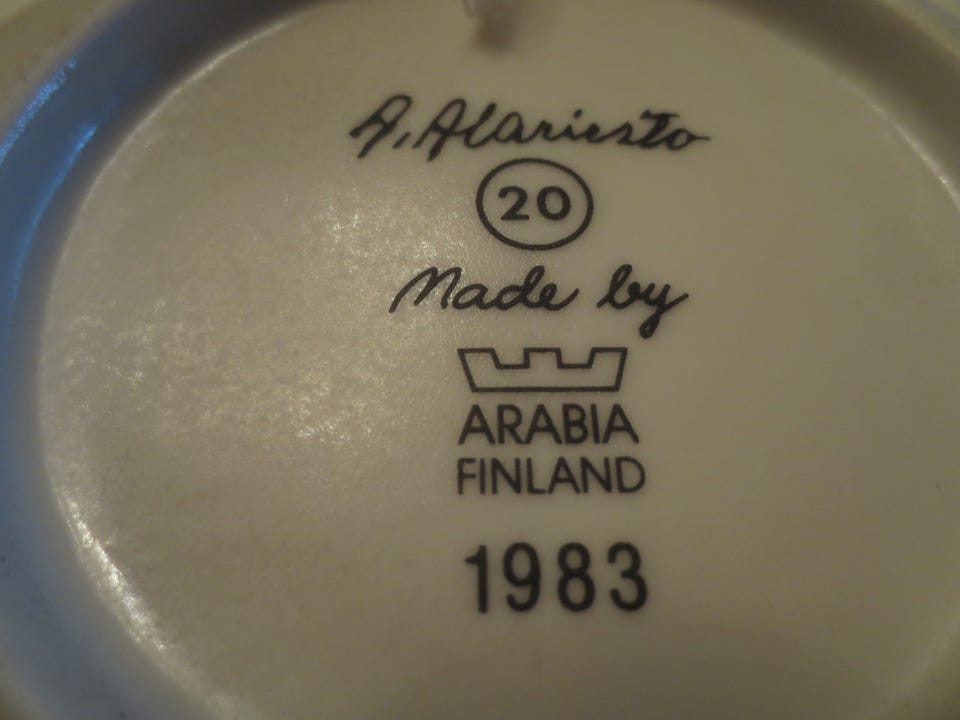 A. Alariesto
20
Made by
ARABIA
FINLAND
1983